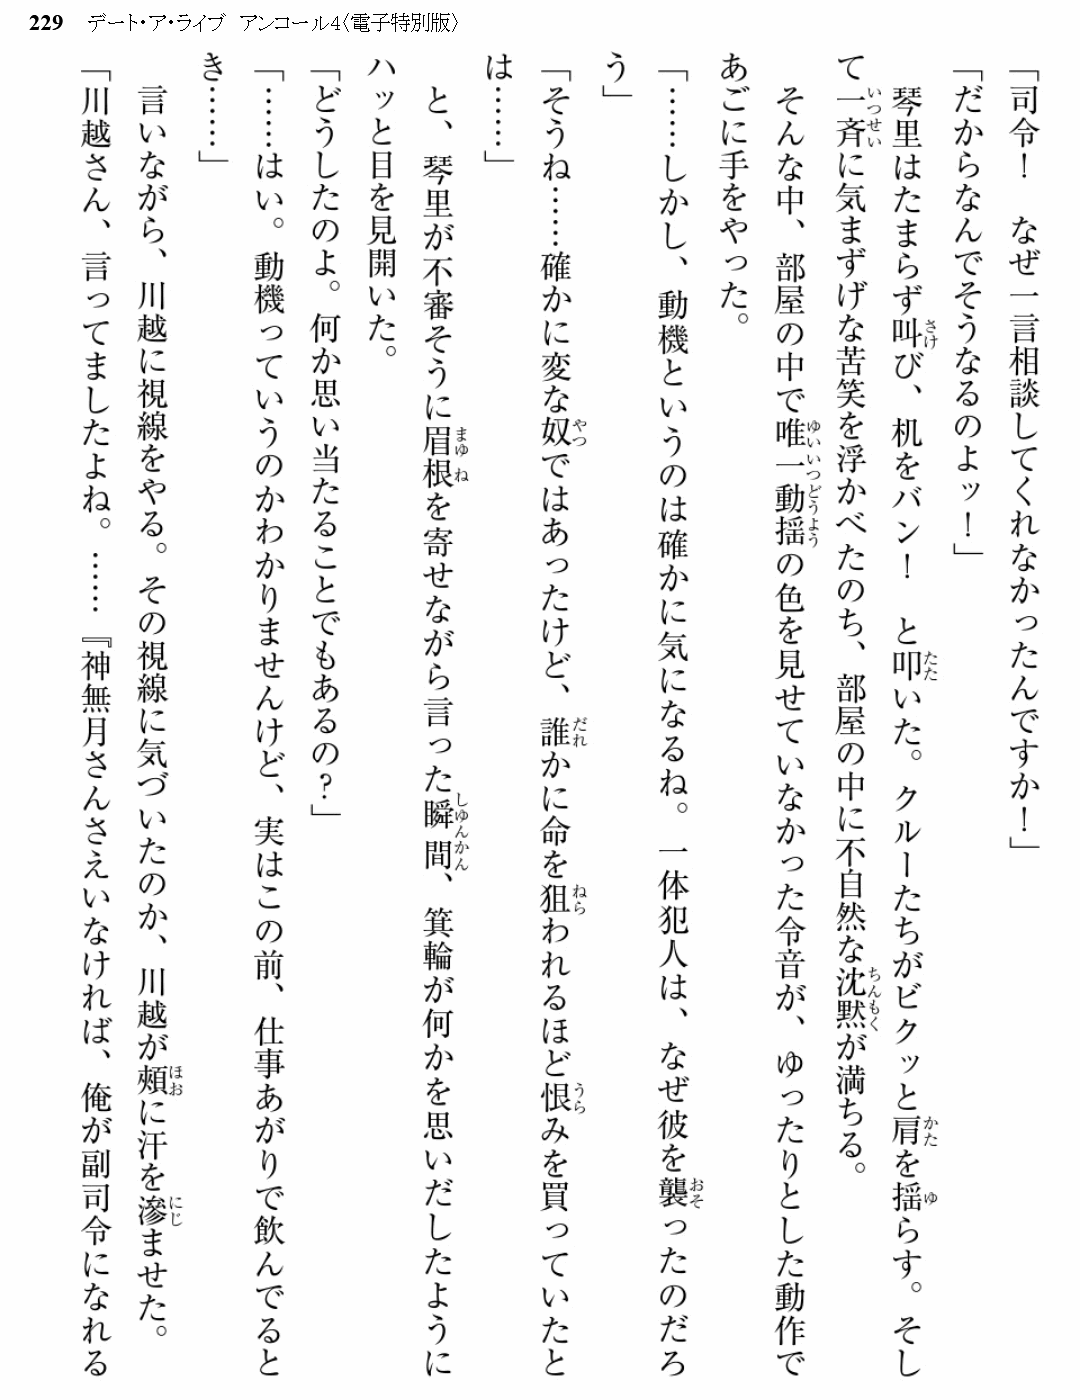 229 デート・ア・ライブ アンコール4〈電子特別版〉
「司令！　なぜ一言相談してくれなかったんですか！」
「だからなんでそうなるのよッ！」
　琴里はたまらず叫び、机をバン！　と叩いた。クルーたちがビクッと肩を揺らす。そし
て一斉に気まずげな苦笑を浮かべたのち、部屋の中に不自然な沈黙が満ちる。
　そんな中、部屋の中で唯一動揺の色を見せていなかった令音が、ゆったりとした動作で
あごに手をやった。
「……しかし、動機というのは確かに気になるね。一体犯人は、なぜ彼を襲ったのだろ
う」
「そうね……確かに変な奴ではあったけど、誰かに命を狙われるほど恨みを買っていたと
は……」
　と、琴里が不審そうに眉根を寄せながら言った瞬間、箕輪が何かを思いだしたように
ハッと目を見開いた。
「どうしたのよ。何か思い当たることでもあるの？」
「……はい。動機っていうのかわかりませんけど、実はこの前、仕事あがりで飲んでると
き……」
　言いながら、川越に視線をやる。その視線に気づいたのか、川越が頬に汗を滲ませた。
「川越さん、言ってましたよね。……『神無月さんさえいなければ、俺が副司令になれる